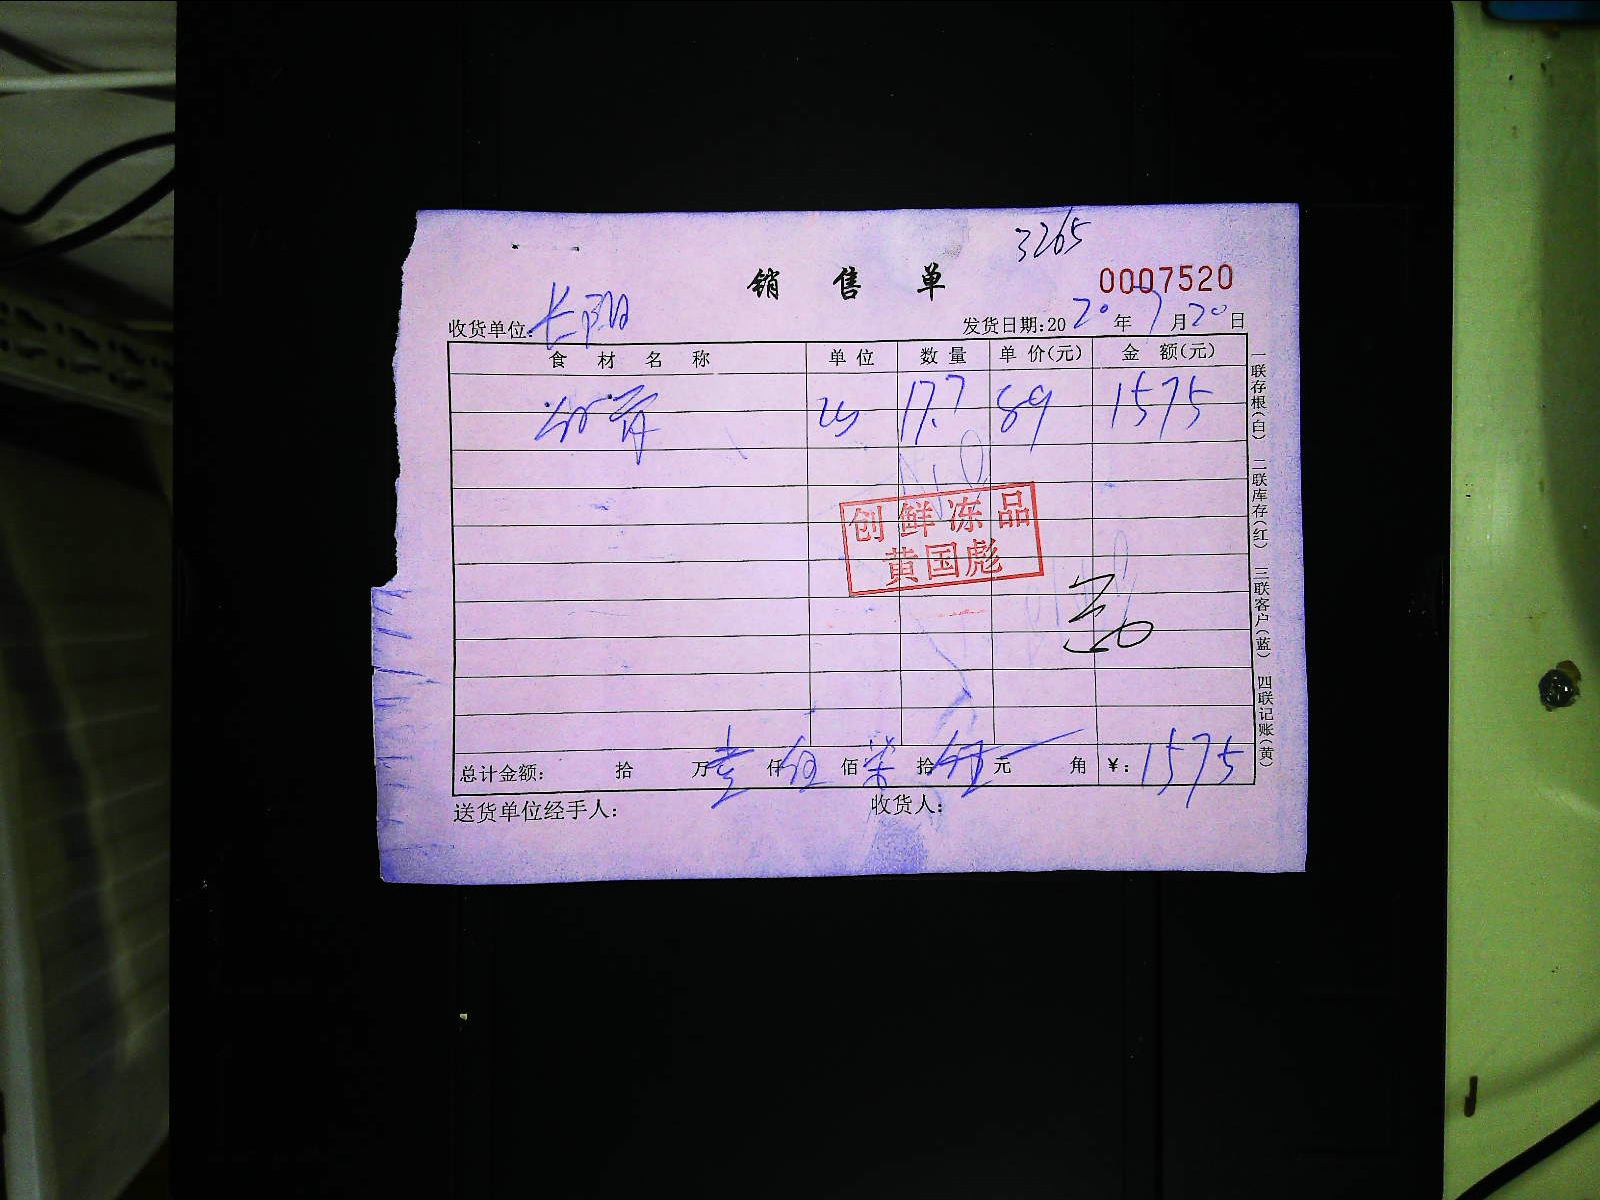 3265
销售单
0007520
收货单位: 长阳
发货日期:2020年7月20日
食材名称 单位 数量 单价(元) 金额(元)
17.7 89 1575
创鲜冻品
黄国彪
总计金额: 拾 万壹仟伍佰柒拾伍元 角 ¥:1575
送货单位经手人: 收货人:
一联存根(白) 二联库存(红) 三联客户(蓝) 四联记账(黄)